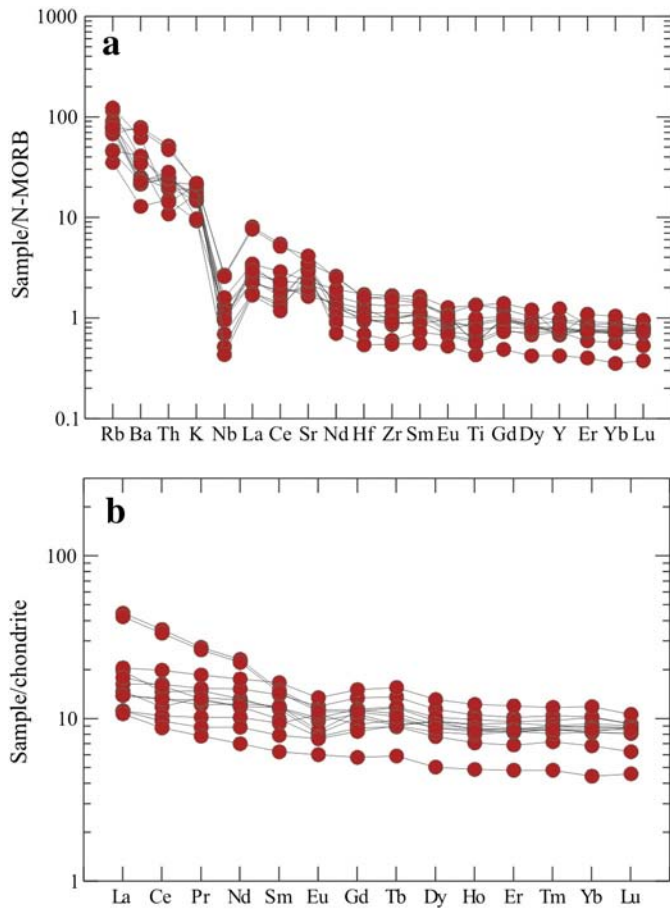 a
1000
100
10
1
0.1
Sample/N-MORB
Rb Ba Th K Nb La Ce Sr Nd Hf Zr Sm Eu Ti Gd Dy Y Er Yb Lu
b
100
10
1
Sample/chondrite
La Ce Pr Nd Sm Eu Gd Tb Dy Ho Er Tm Yb Lu